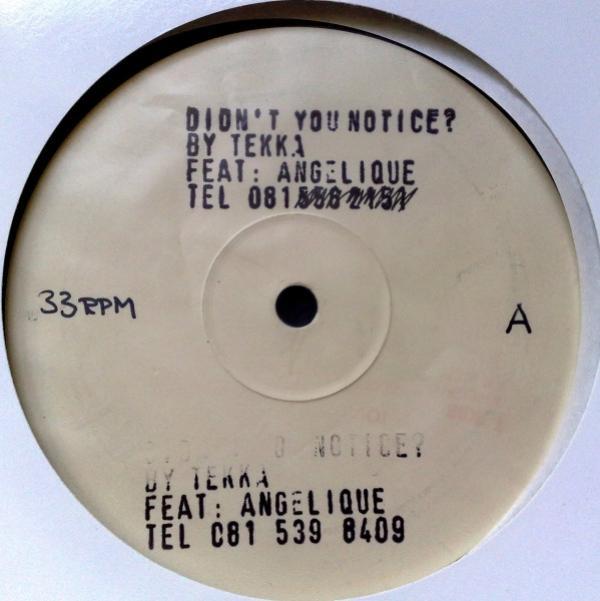 DIDN'T YOU NOTICE?
BY TEKKA
FEAT: ANGELIQUE
TEL 081
33RPM
A
NOTICE?
BY TEKKA
FEAT: ANGELIQUE
TEL 081 539 8409